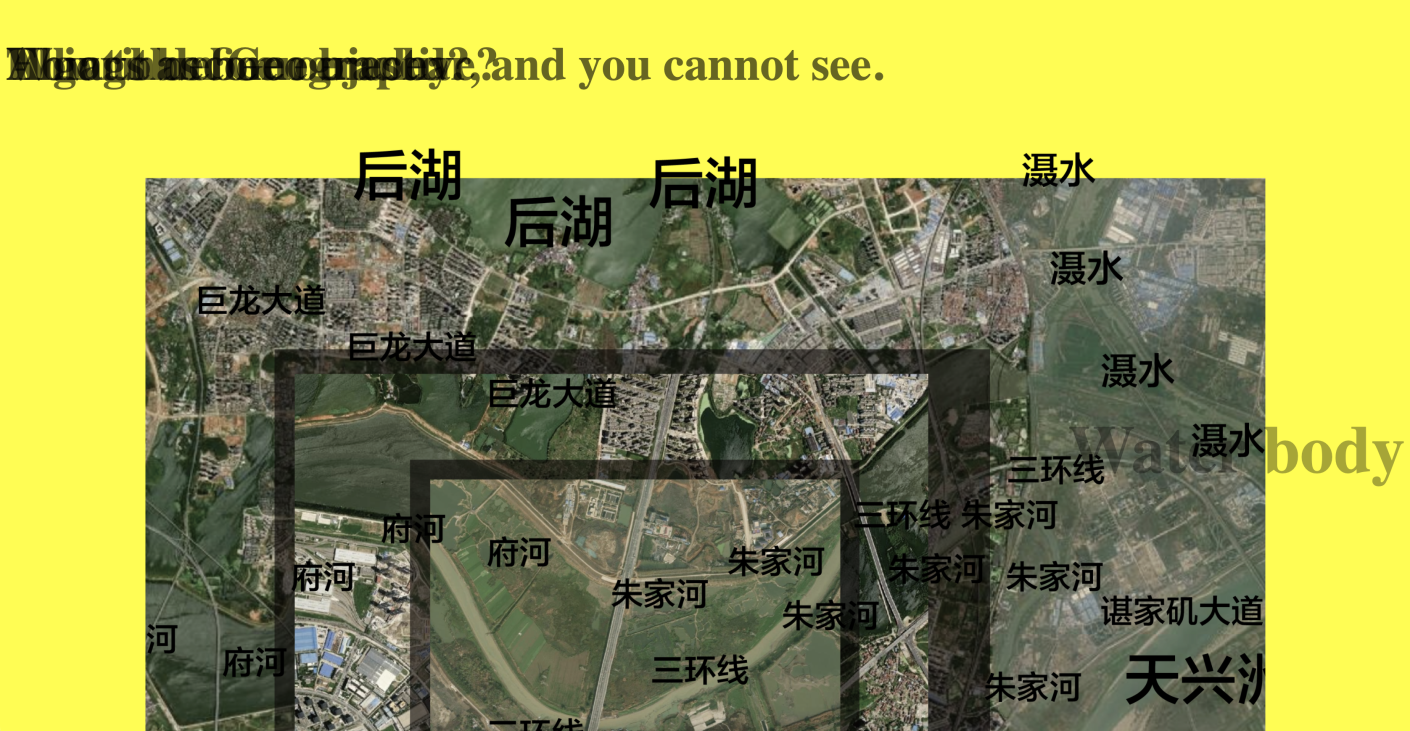 , and you cannot see.
后湖
后湖
滠水
后湖
滠水
巨龙大道
巨龙大道
滠水
巨龙大道
滠水
Water body
三环线
三环线
朱家河
府河
府河
朱家河
朱家河
府河
朱家河
朱家河
朱家河
谌家矶大道
河
府河
三环线
朱家河
天兴
三环线